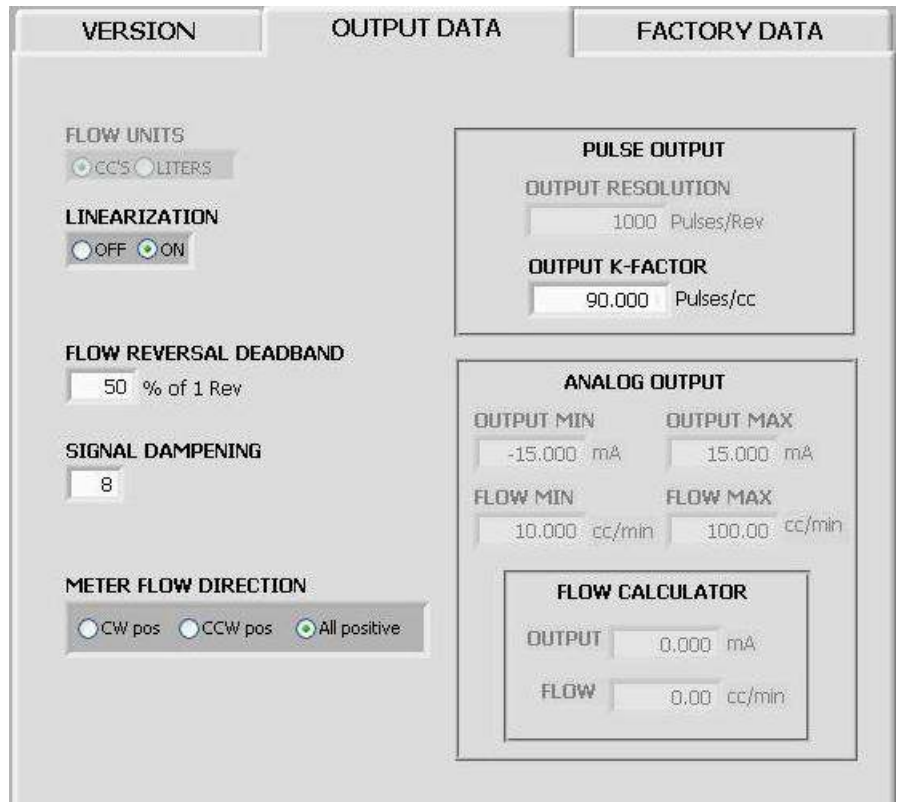 VERSION
OUTPUT DATA
FACTORY DATA
FLOW UNITS
CC'S LITERS
LINEARIZATION
OFF ON
FLOW REVERSAL DEADBAND
50 % of 1 Rev
SIGNAL DAMPENING
8
METER FLOW DIRECTION
CW pos CCW pos All positive
PULSE OUTPUT
OUTPUT RESOLUTION
1000 Pulses/Rev
OUTPUT K-FACTOR
90.000 Pulses/cc
ANALOG OUTPUT
OUTPUT MIN OUTPUT MAX
-15.000 mA 15.000 mA
FLOW MIN FLOW MAX
10.000 cc/min 100.00 cc/min
FLOW CALCULATOR
OUTPUT 0.000 mA
FLOW 0.00 cc/min